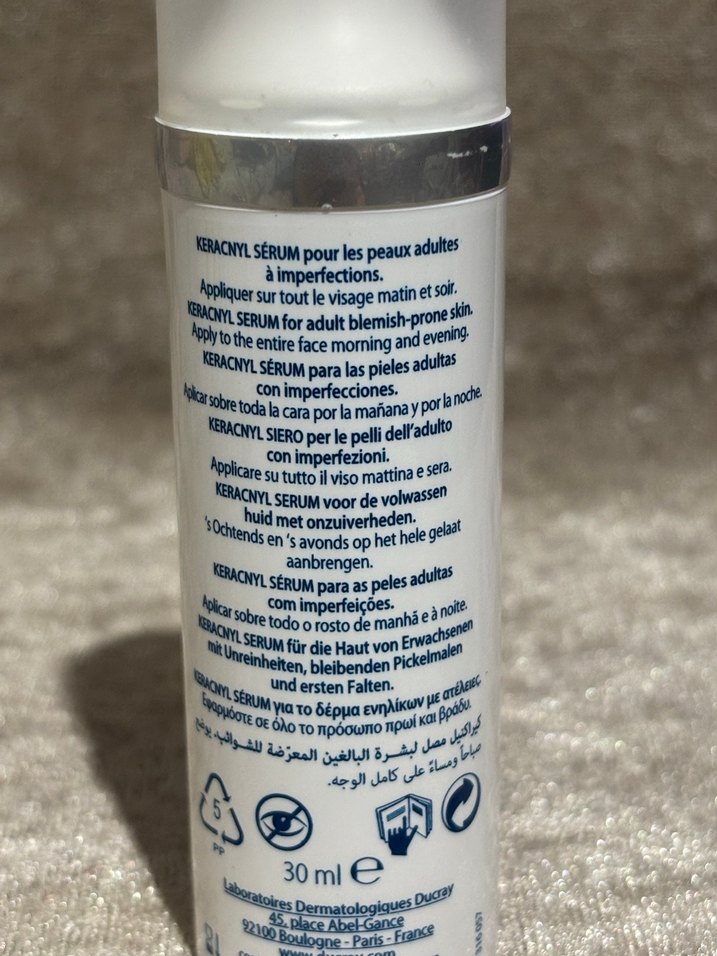 KERACNYL SÉRUM pour les peaux adultes
à imperfections.
Appliquer sur tout le visage matin et soir.
KERACNYL SERUM for adult blemish-prone skin.
Apply to the entire face morning and evening.
KERACNYL SÉRUM para las pieles adultas
con imperfecciones.
Aplicar sobre toda la cara por la mañana y por la noche.
KERACNYL SIERO per le pelli dell'adulto
con imperfezioni.
Applicare su tutto il viso mattina e sera.
KERACNYL SERUM voor de volwassen
huid met onzuiverheden.
's Ochtends en 's avonds op het hele gelaat
aanbrengen.
KERACNYL SÉRUM para as peles adultas
com imperfeições.
Aplicar sobre todo o rosto de manhã e à noite.
KERACNYL SERUM für die Haut von Erwachsenen
mit Unreinheiten, bleibenden Pickelmalen
und ersten Falten.
KERACNYL SÉRUM για το δέρμα ενηλίκων με ατέλειες.
Εφαρμόστε σε όλο το πρόσωπο πρωί και βράδυ.
كيراكنيل مصل لبشرة البالغين المعرّضة للشوائب. يوضع
صباحاً ومساءً على كامل الوجه.
5
PP
30 ml e
Laboratoires Dermatologiques Ducray
45, place Abel-Gance
92100 Boulogne - Paris - France
www.ducray.com